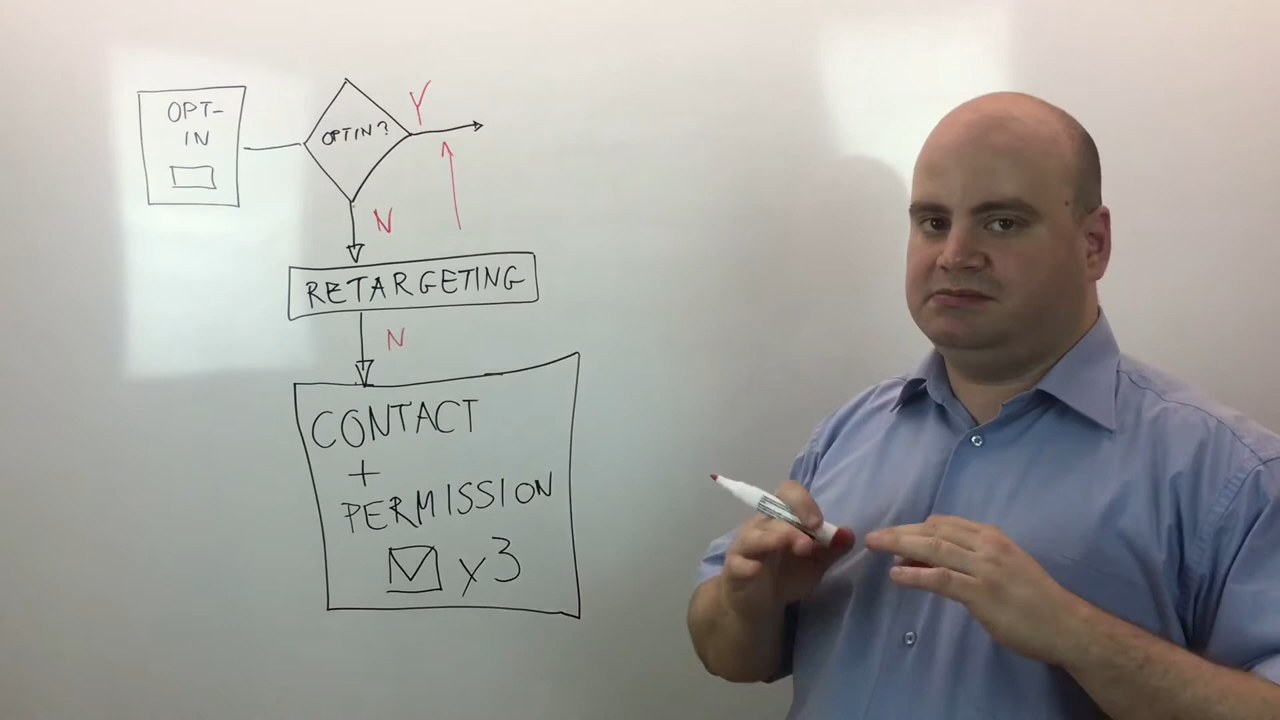 OPT-
IN
OPTIN?
Y
N
RETARGETING
N
CONTACT
+
PERMISSION
x3